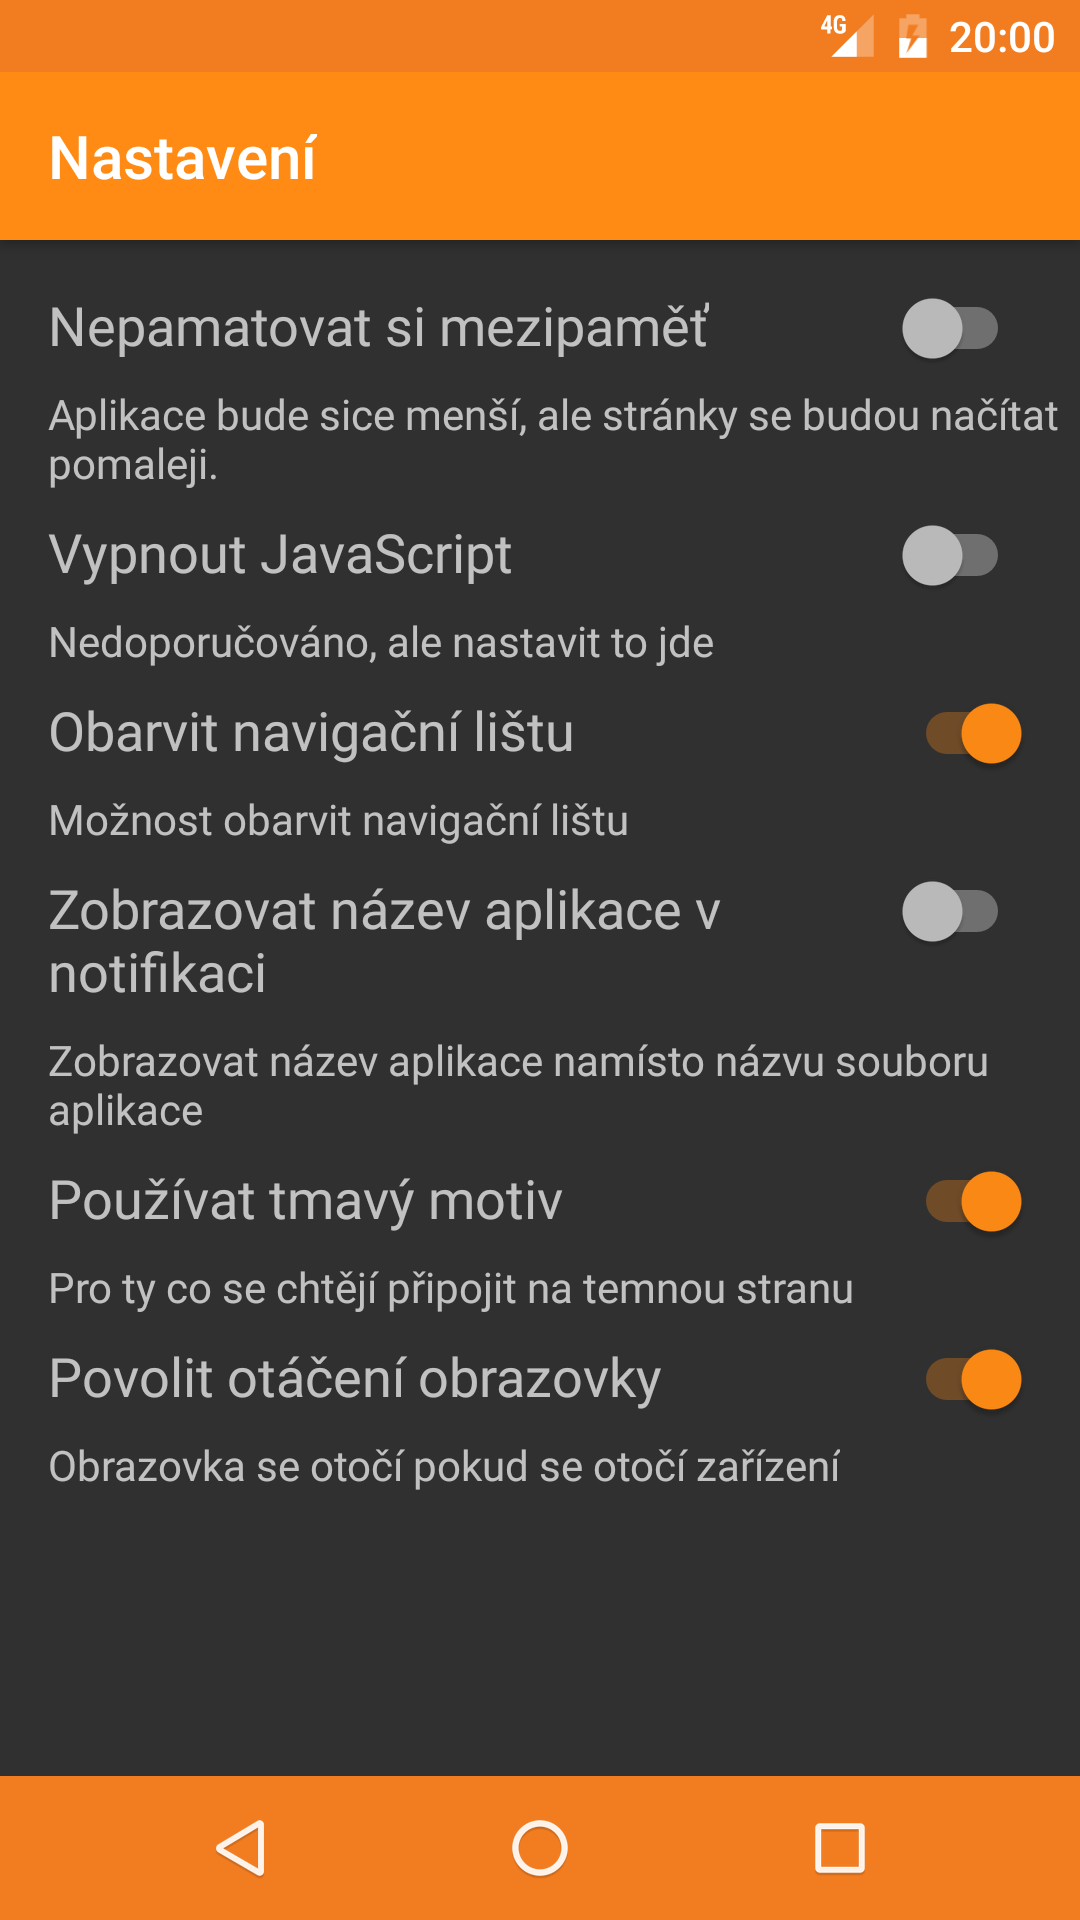 4G 20:00
Nastavení
Nepamatovat si mezipaměť
Aplikace bude sice menší, ale stránky se budou načítat
pomaleji.
Vypnout JavaScript
Nedoporučováno, ale nastavit to jde
Obarvit navigační lištu
Možnost obarvit navigační lištu
Zobrazovat název aplikace v
notifikaci
Zobrazovat název aplikace namísto názvu souboru
aplikace
Používat tmavý motiv
Pro ty co se chtějí připojit na temnou stranu
Povolit otáčení obrazovky
Obrazovka se otočí pokud se otočí zařízení